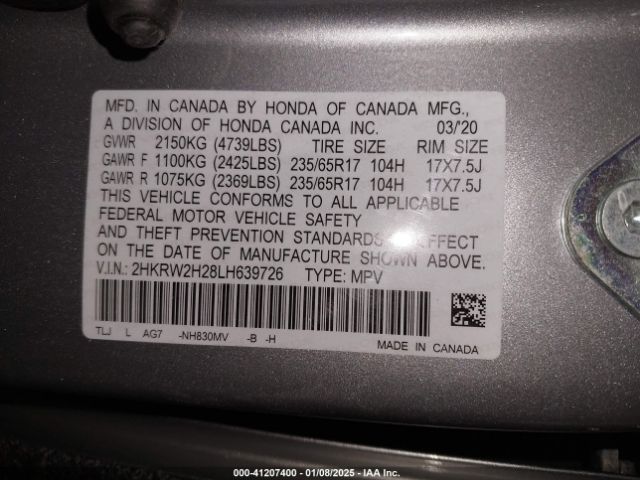 MFD. IN CANADA BY HONDA OF CANADA MFG.,
A DIVISION OF HONDA CANADA INC. 03/'20
GVWR 2150KG (4739LBS) TIRE SIZE RIM SIZE
GAWR F 1100KG (2425LBS) 235/65R17 104H 17X7.5J
GAWR R 1075KG (2369LBS) 235/65R17 104H 17X7.5J
THIS VEHICLE CONFORMS TO ALL APPLICABLE
FEDERAL MOTOR VEHICLE SAFETY
AND THEFT PREVENTION STANDARDS IN EFFECT
ON THE DATE OF MANUFACTURE SHOWN ABOVE.
V.I.N.: 2HKRW2H28LH639726 TYPE: MPV
TLJ L AG7 -NH830MV -B -H
MADE IN CANADA
000-41207400 - 01/08/2025 - IAA Inc.